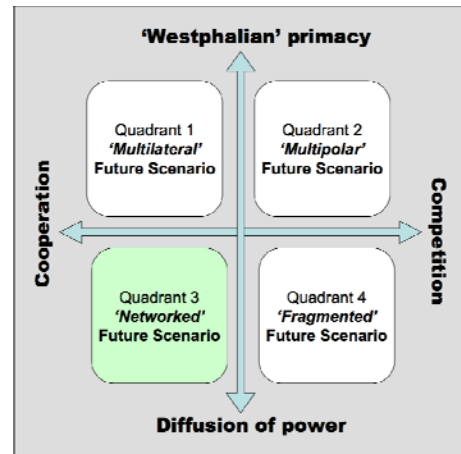 ‘Westphalian’ primacy
Quadrant 1
‘Multilateral’
Future Scenario
Quadrant 2
‘Multipolar’
Future Scenario
Cooperation
Competition
Quadrant 3
‘Networked’
Future Scenario
Quadrant 4
‘Fragmented’
Future Scenario
Diffusion of power